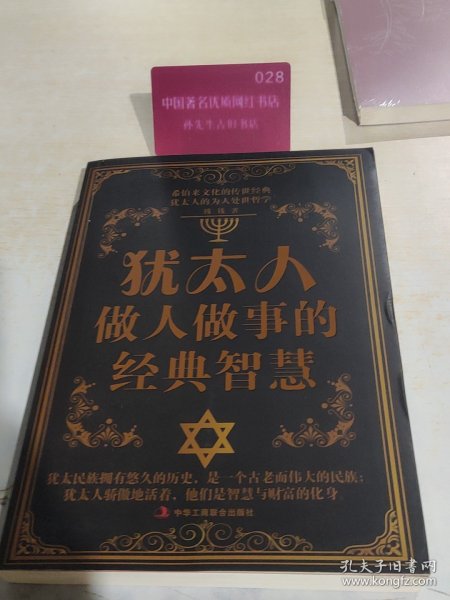 028
中国著名优质网红书店
孙先生古旧书店
希伯来文化的传世经典
犹太人的为人处世哲学
犹太人
做人做事的
经典智慧
犹太民族拥有悠久的历史，是一个古老而伟大的民族；
犹太人骄傲地活着，他们是智慧与财富的化身。
中华工商联合出版社
孔夫子旧书网
www.kongfz.com